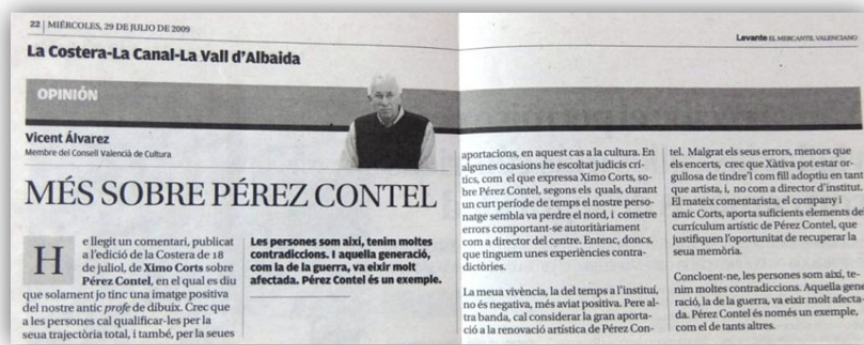 22 | MIÉRCOLES, 29 DE JULIO DE 2009
Levante EL MERCANTIL VALENCIANO
La Costera-La Canal-La Vall d'Albaida
OPINIÓN
Vicent Álvarez
Membre del Consell Valencià de Cultura
MÉS SOBRE PÉREZ CONTEL
He llegit un comentari, publicat
a l'edició de la Costera de 18
de juliol, de Ximo Corts sobre
Pérez Contel, en el qual es diu
que solament jo tinc una imatge positiva
del nostre antic profe de dibuix. Crec que
a les persones cal qualificar-les per la
seua trajectòria total, i també, per la seues
Les persones som així, tenim moltes
contradiccions. I aquella generació,
com la de la guerra, va eixir molt
afectada. Pérez Contel és un exemple.
aportacions, en aquest cas a la cultura. En
algunes ocasions he escoltat judicis crí-
tics, com el que expressa Ximo Corts, so-
bre Pérez Contel, segons els quals, durant
un curt període de temps el nostre perso-
natge sembla va perdre el nord, i cometre
errors comportant-se autoritàriament
com a director del centre. Entenc, doncs,
que tinguem unes experiències contra-
dictòries.
La meua vivència, la del temps a l'institut,
no és negativa, més aviat positiva. Pere al-
tra banda, cal considerar la gran aporta-
ció a la renovació artística de Pérez Con-
tel. Malgrat els seus errors, menors que
els encerts, crec que Xàtiva pot estar or-
gullosa de tindre'l com fill adoptiu en tant
que artista, i, no com a director d'institut.
El mateix comentarista, el company i
amic Corts, aporta suficients elements del
currículum artístic de Pérez Contel, que
justifiquen l'oportunitat de recuperar la
seua memòria.
Concloent-ne, les persones som així, te-
nim moltes contradiccions. Aquella gene-
ració, la de la guerra, va eixir molt afecta-
da. Pérez Contel és només un exemple,
com el de tants altres.